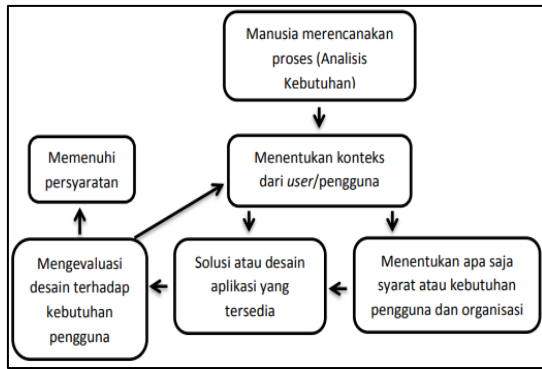 Manusia merencanakan
proses (Analisis
Kebutuhan)
Menentukan konteks
dari user/pengguna
Memenuhi
persyaratan
Mengevaluasi
desain terhadap
kebutuhan
pengguna
Solusi atau desain
aplikasi yang
tersedia
Menentukan apa saja
syarat atau kebutuhan
pengguna dan organisasi